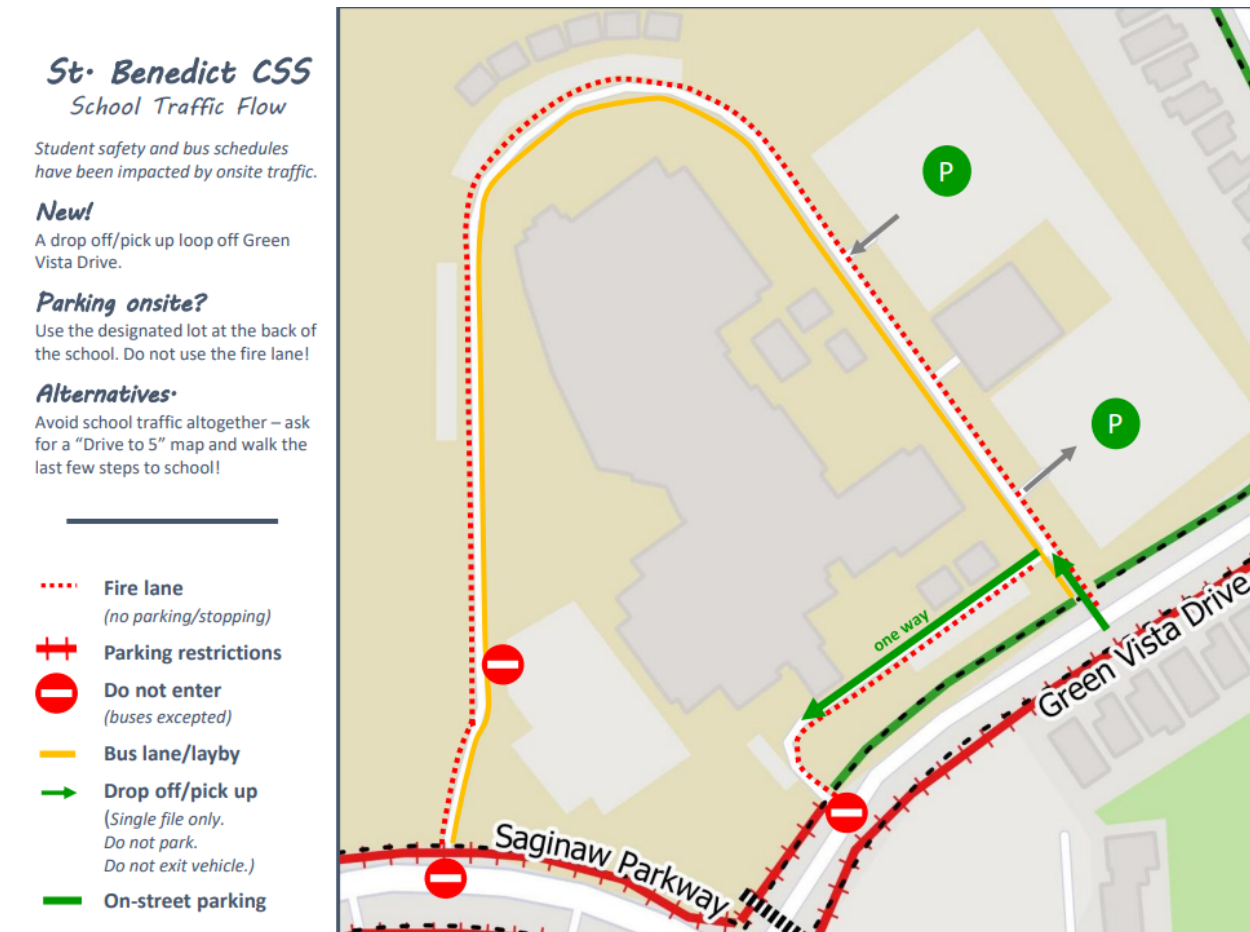 St. Benedict CSS
School Traffic Flow
Student safety and bus schedules
have been impacted by onsite traffic.
New!
A drop off/pick up loop off Green
Vista Drive.
Parking onsite?
Use the designated lot at the back of
the school. Do not use the fire lane!
Alternatives.
Avoid school traffic altogether – ask
for a “Drive to 5” map and walk the
last few steps to school!
Fire lane
(no parking/stopping)
Parking restrictions
Do not enter
(buses excepted)
Bus lane/layby
Drop off/pick up
(Single file only.
Do not park.
Do not exit vehicle.)
On-street parking
P
P
one way
Green Vista Drive
Saginaw Parkway